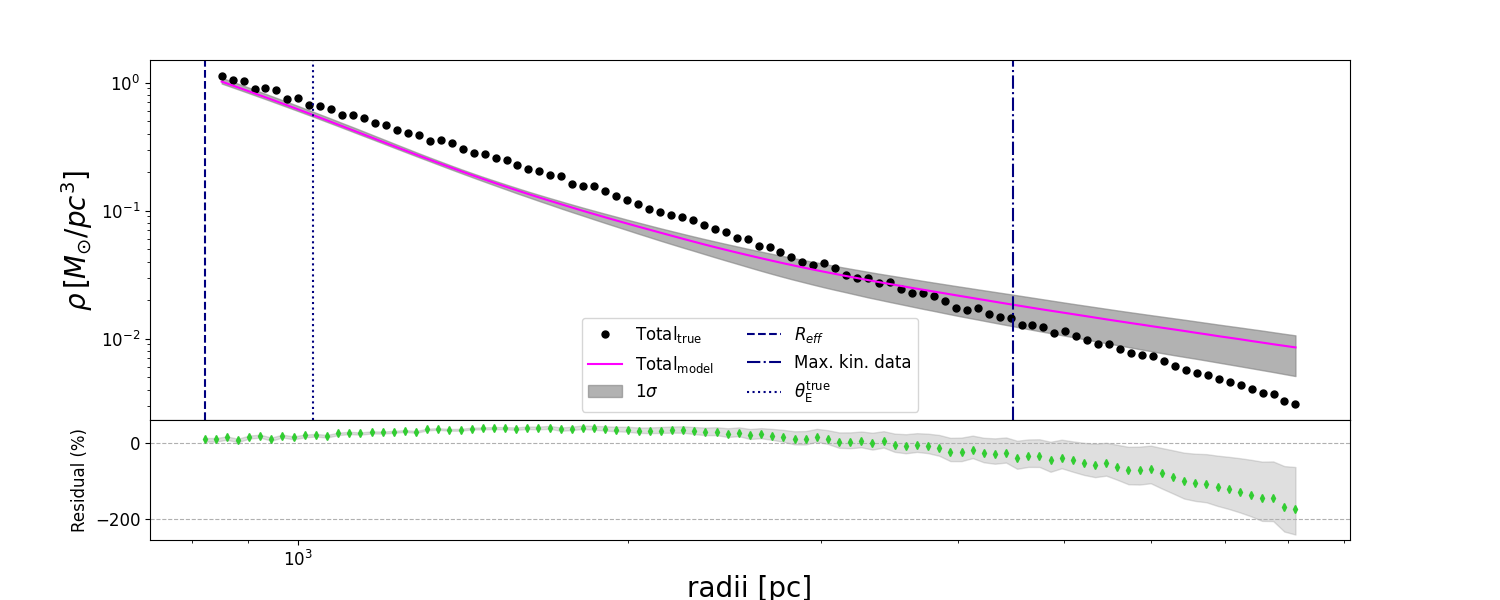 10⁰
10⁻¹
10⁻²
ρ [M⊙/pc³]
Total_true
Total_model
1σ
R_eff
Max. kin. data
θ_E^true
Residual (%)
0
−200
10³
radii [pc]